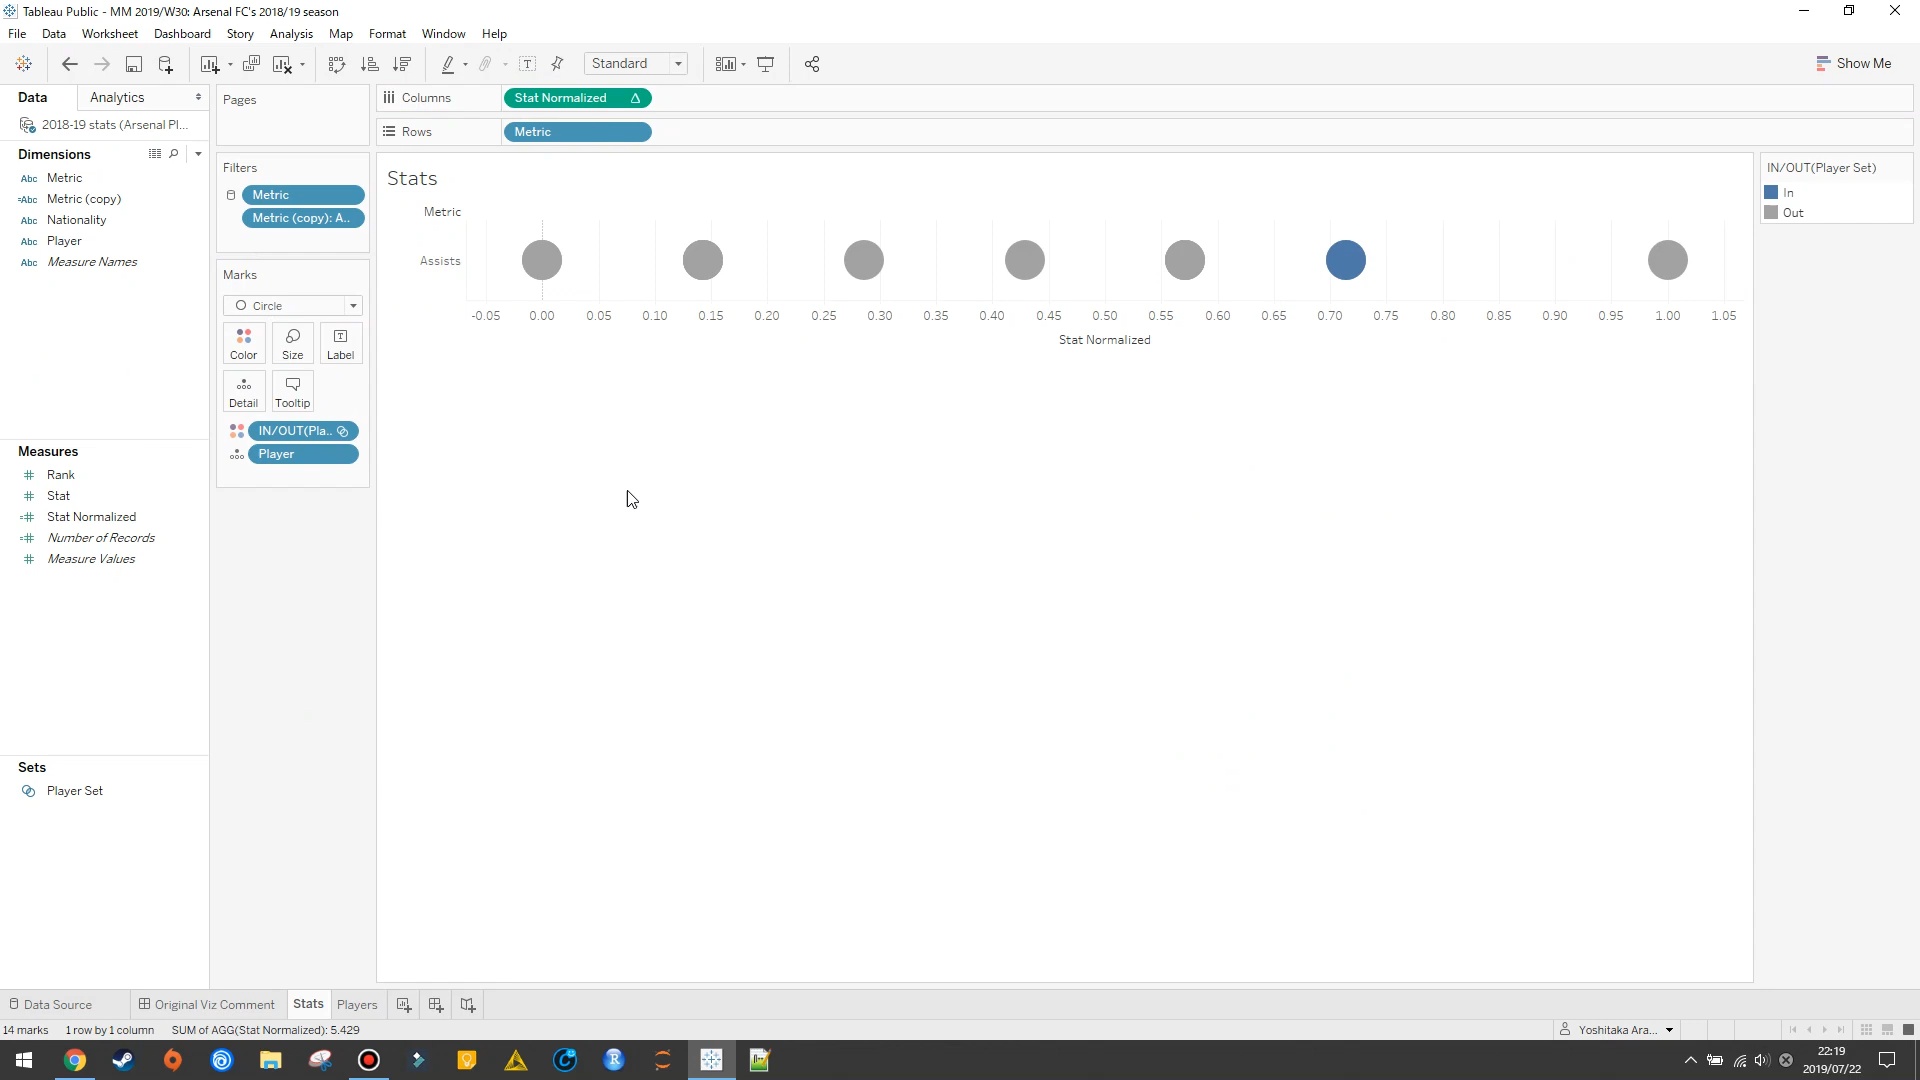 Tableau Public - MM 2019/W30: Arsenal FC's 2018/19 season
File Data Worksheet Dashboard Story Analysis Map Format Window Help
Standard
Show Me
Data Analytics
2018-19 stats (Arsenal Pl...
Dimensions
Abc Metric
=Abc Metric (copy)
Abc Nationality
Abc Player
Abc Measure Names
Measures
Rank
Stat
Stat Normalized
Number of Records
Measure Values
Sets
Player Set
Pages
Filters
Metric
Metric (copy): A..
Marks
Circle
Color Size Label
Detail Tooltip
IN/OUT(Pla..
Player
Columns Stat Normalized
Rows Metric
Stats
Metric
Assists
-0.05 0.00 0.05 0.10 0.15 0.20 0.25 0.30 0.35 0.40 0.45 0.50 0.55 0.60 0.65 0.70 0.75 0.80 0.85 0.90 0.95 1.00 1.05
Stat Normalized
IN/OUT(Player Set)
In
Out
Data Source Original Viz Comment Stats Players
14 marks 1 row by 1 column SUM of AGG(Stat Normalized): 5.429
Yoshitaka Ara...
22:19
2019/07/22